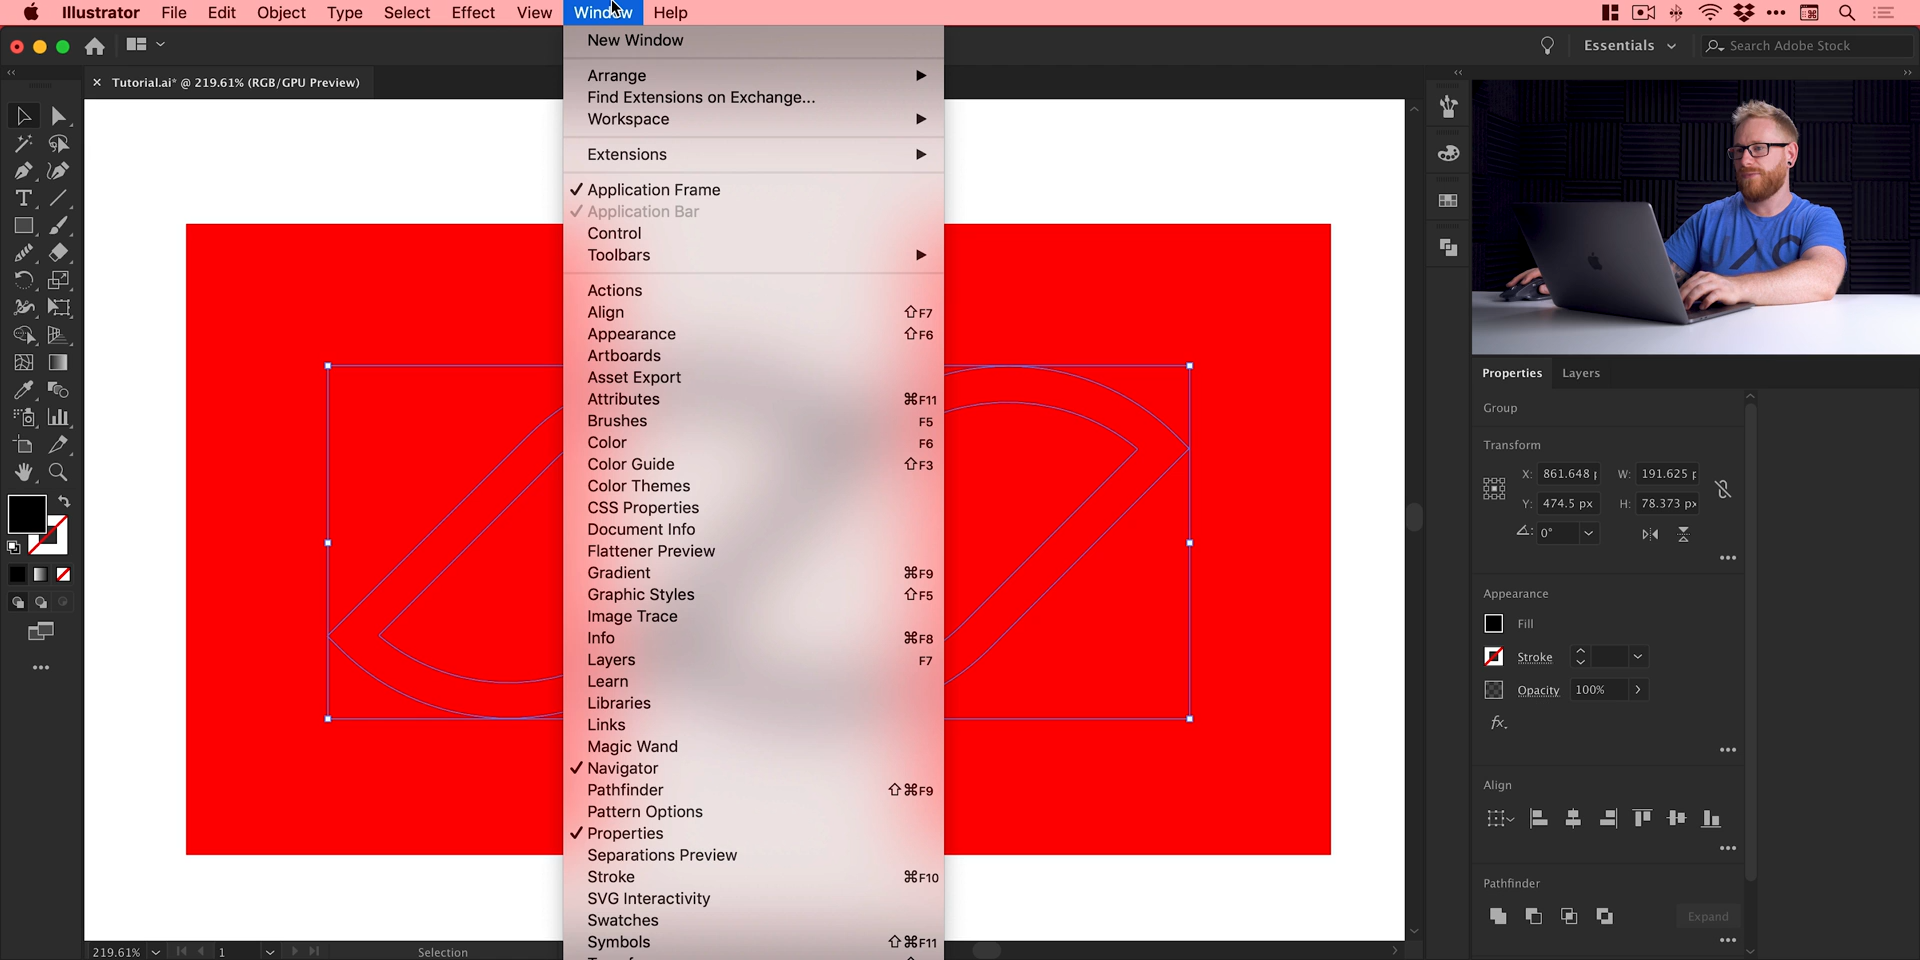 Illustrator File Edit Object Type Select Effect View Window Help
Essentials
Search Adobe Stock
Tutorial.ai* @ 219.61% (RGB/GPU Preview)
New Window
Arrange
Find Extensions on Exchange...
Workspace
Extensions
Application Frame
Application Bar
Control
Toolbars
Actions
Align ⇧F7
Appearance ⇧F6
Artboards
Asset Export
Attributes ⌘F11
Brushes F5
Color F6
Color Guide ⇧F3
Color Themes
CSS Properties
Document Info
Flattener Preview
Gradient ⌘F9
Graphic Styles ⇧F5
Image Trace
Info ⌘F8
Layers F7
Learn
Libraries
Links
Magic Wand
Navigator
Pathfinder ⇧⌘F9
Pattern Options
Properties
Separations Preview
Stroke ⌘F10
SVG Interactivity
Swatches
Symbols ⇧⌘F11
Properties Layers
Group
Transform
X: 861.648 W: 191.625
Y: 474.5 px H: 78.373 px
0°
Appearance
Fill
Stroke
Opacity 100%
fx.
Align
Pathfinder
Expand
219.61% 1 Selection